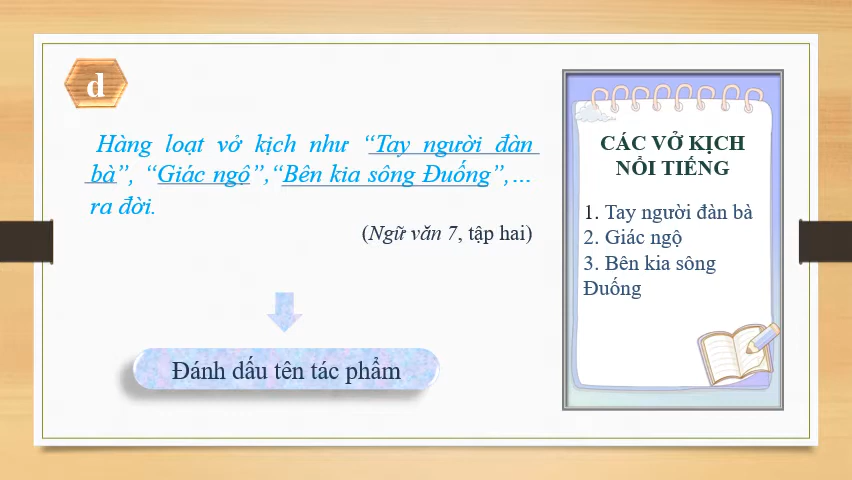 d
Hàng loạt vở kịch như “Tay người đàn
bà”, “Giác ngộ”,“Bên kia sông Đuống”,…
ra đời.
(Ngữ văn 7, tập hai)
Đánh dấu tên tác phẩm
CÁC VỞ KỊCH
NỔI TIẾNG
1. Tay người đàn bà
2. Giác ngộ
3. Bên kia sông
Đuống